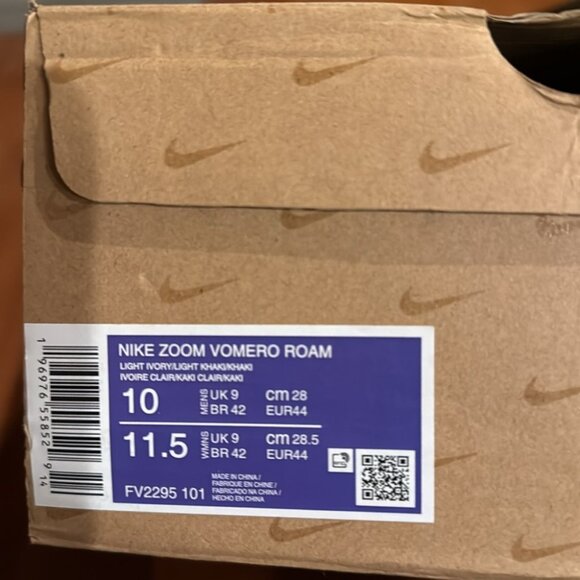 NIKE ZOOM VOMERO ROAM
LIGHT IVORY/LIGHT KHAKI/KHAKI
IVOIRE CLAIR/KAKI CLAIR/KAKI
10 MENS UK 9 cm 28
BR 42 EUR44
11.5 WMNS UK 9 cm 28.5
BR 42 EUR44
FV2295 101
MADE IN CHINA /
FABRIQUE EN CHINE /
FABRICADO NA CHINA /
HECHO EN CHINA
1 96976 55852 9 14